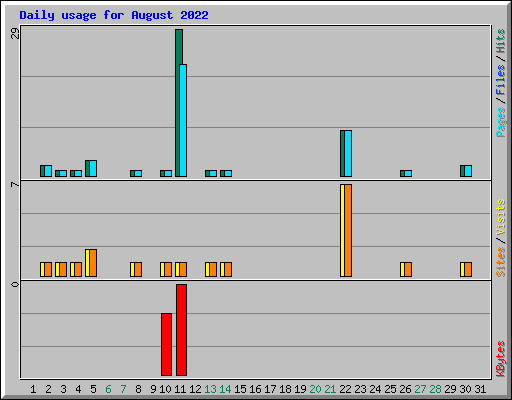 Daily usage for August 2022
29
7
0
Pages / Files / Hits
Sites / Visits
KBytes
1 2 3 4 5 6 7 8 9 10 11 12 13 14 15 16 17 18 19 20 21 22 23 24 25 26 27 28 29 30 31